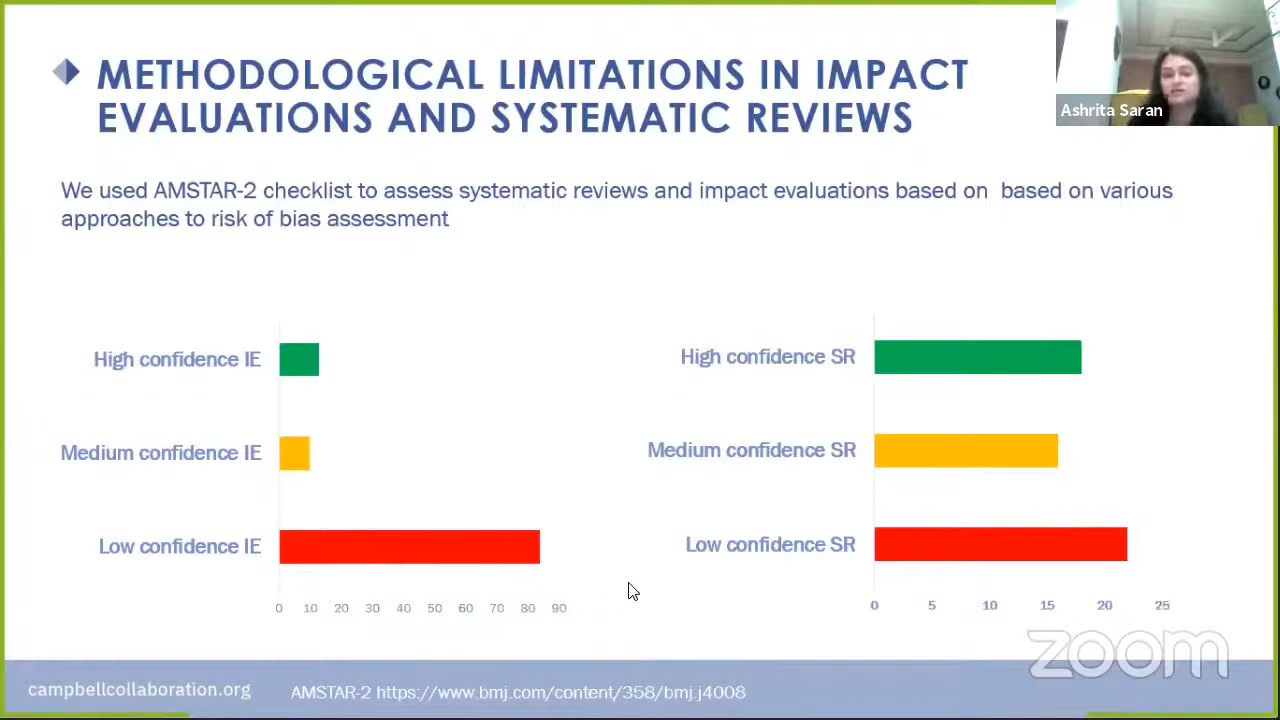 METHODOLOGICAL LIMITATIONS IN IMPACT
EVALUATIONS AND SYSTEMATIC REVIEWS
Ashrita Saran
We used AMSTAR-2 checklist to assess systematic reviews and impact evaluations based on  based on various
approaches to risk of bias assessment
High confidence IE
Medium confidence IE
Low confidence IE
0 10 20 30 40 50 60 70 80 90
High confidence SR
Medium confidence SR
Low confidence SR
0 5 10 15 20 25
zoom
campbellcollaboration.org
AMSTAR-2 https://www.bmj.com/content/358/bmj.j4008